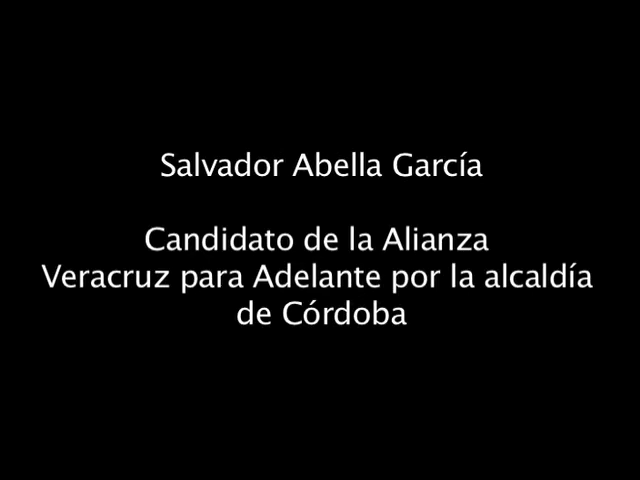 Salvador Abella García
Candidato de la Alianza
Veracruz para Adelante por la alcaldía
de Córdoba